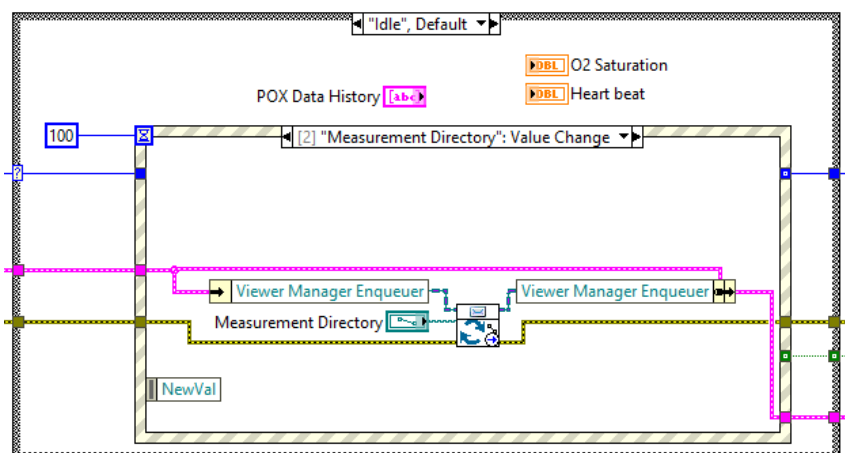 "Idle", Default
DBL O2 Saturation
POX Data History abc DBL Heart beat
100
[2] "Measurement Directory": Value Change
?
Viewer Manager Enqueuer Viewer Manager Enqueuer
Measurement Directory
NewVal